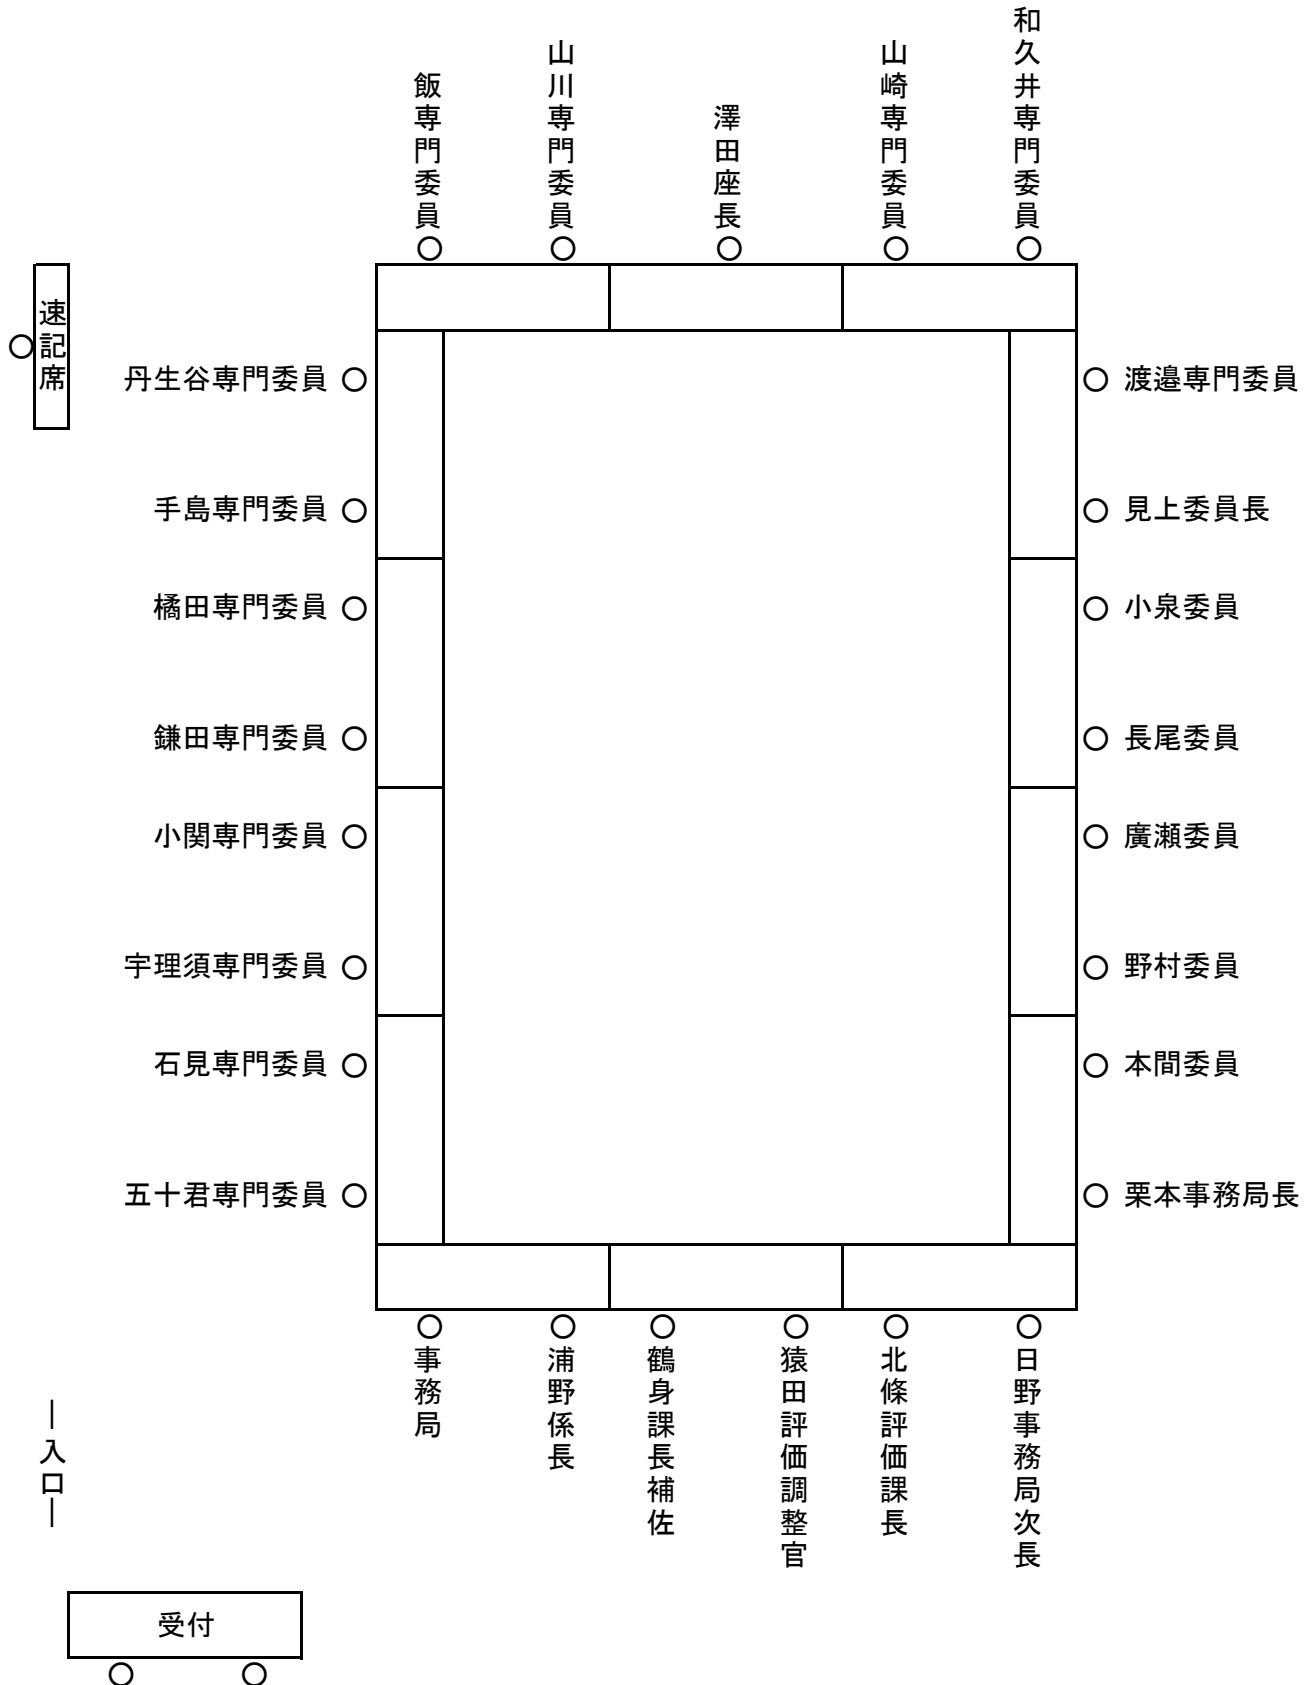 飯専門委員
山川専門委員
澤田座長
山崎専門委員
和久井専門委員
速記席
丹生谷専門委員
渡邉専門委員
手島専門委員
見上委員長
橘田専門委員
小泉委員
鎌田専門委員
長尾委員
小関専門委員
廣瀬委員
宇理須専門委員
野村委員
石見専門委員
本間委員
五十君専門委員
栗本事務局長
事務局
浦野係長
鶴身課長補佐
猿田評価調整官
北條評価課長
日野事務局次長
―入口―
受付